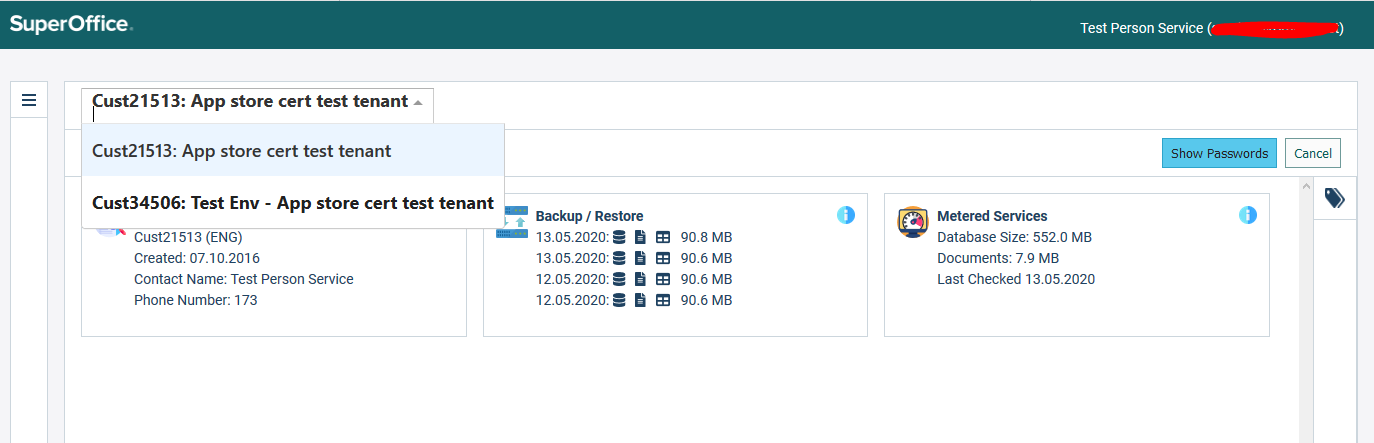 SuperOffice.
Test Person Service (
)
Cust21513: App store cert test tenant
Cust21513: App store cert test tenant
Cust34506: Test Env - App store cert test tenant
Show Passwords
Cancel
Cust21513 (ENG)
Created: 07.10.2016
Contact Name: Test Person Service
Phone Number: 173
Backup / Restore
13.05.2020: 90.8 MB
13.05.2020: 90.6 MB
12.05.2020: 90.6 MB
12.05.2020: 90.6 MB
Metered Services
Database Size: 552.0 MB
Documents: 7.9 MB
Last Checked 13.05.2020